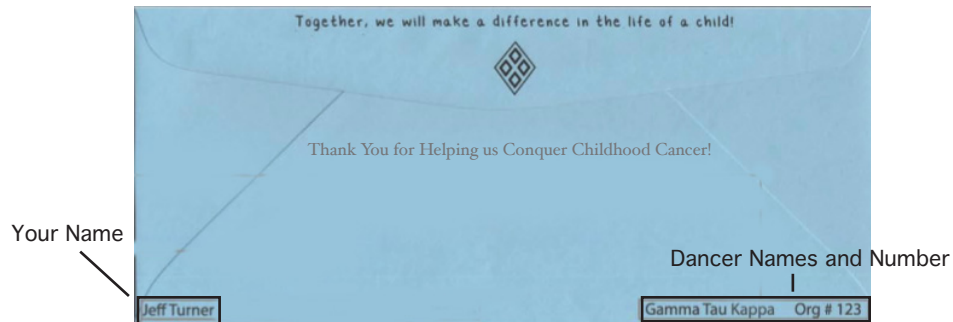 Together, we will make a difference in the life of a child!
Thank You for Helping us Conquer Childhood Cancer!
Your Name
Dancer Names and Number
Jeff Turner
Gamma Tau Kappa Org # 123